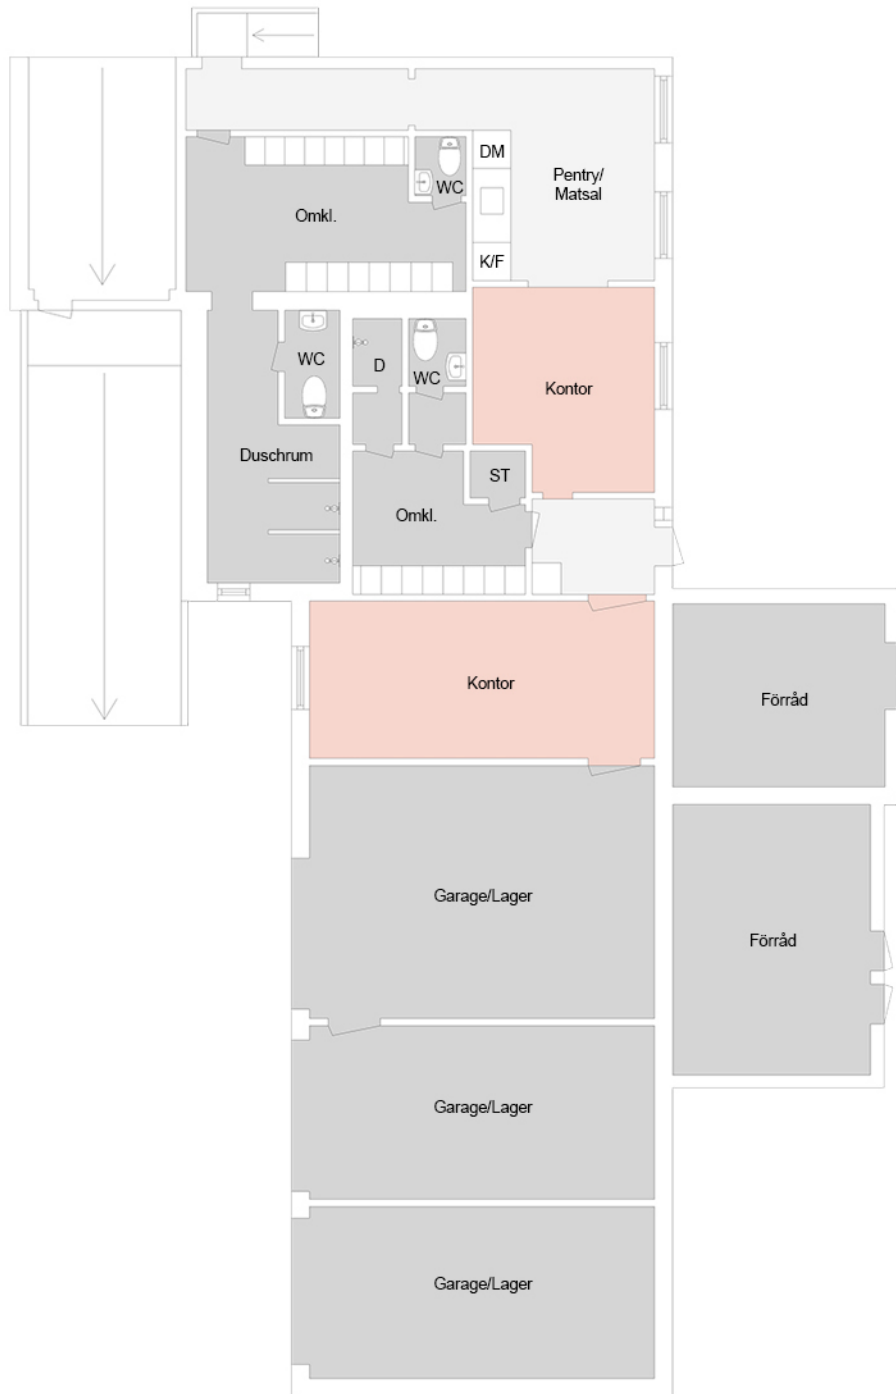 DM
WC
Pentry/
Matsal
Omkl.
K/F
WC
D
WC
Kontor
Duschrum
ST
Omkl.
Kontor
Förråd
Garage/Lager
Förråd
Garage/Lager
Garage/Lager